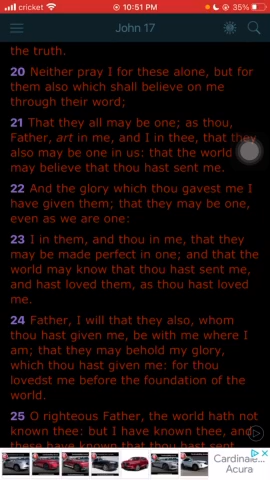 cricket 10:51 PM 35%
John 17
the truth.
20 Neither pray I for these alone, but for
them also which shall believe on me
through their word;
21 That they all may be one; as thou,
Father, art in me, and I in thee, that they
also may be one in us: that the world
may believe that thou hast sent me.
22 And the glory which thou gavest me I
have given them; that they may be one,
even as we are one:
23 I in them, and thou in me, that they
may be made perfect in one; and that the
world may know that thou hast sent me,
and hast loved them, as thou hast loved
me.
24 Father, I will that they also, whom
thou hast given me, be with me where I
am; that they may behold my glory,
which thou hast given me: for thou
lovedst me before the foundation of the
world.
25 O righteous Father, the world hath not
known thee: but I have known thee, and
these have known that thou hast sent
Cardinale...
Acura